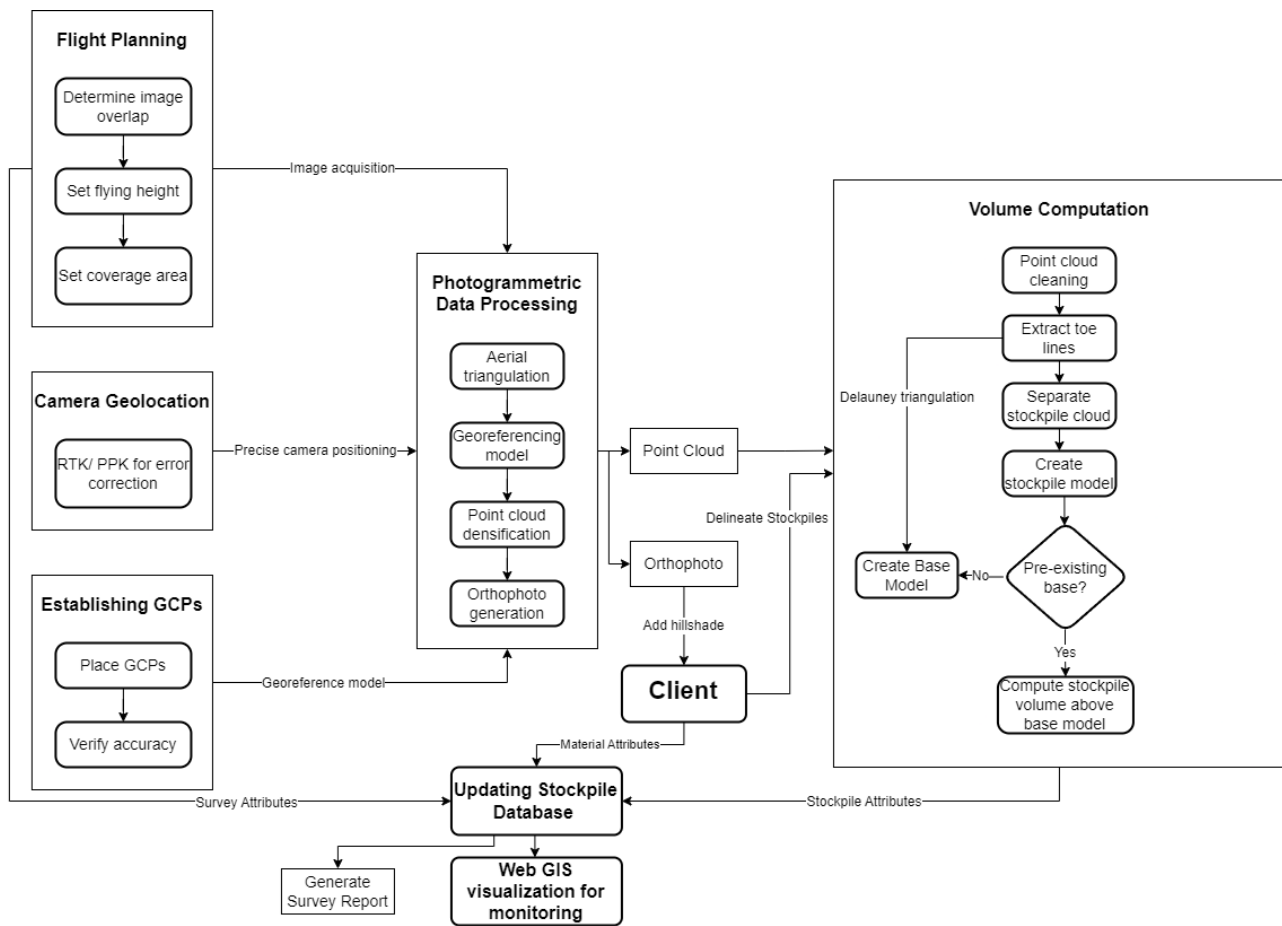 Flight Planning
Determine image
overlap
Set flying height
Set coverage area
Image acquisition
Camera Geolocation
RTK/ PPK for error
correction
Precise camera positioning
Establishing GCPs
Place GCPs
Verify accuracy
Georeference model
Survey Attributes
Photogrammetric
Data Processing
Aerial
triangulation
Georeferencing
model
Point cloud
densification
Orthophoto
generation
Point Cloud
Orthophoto
Add hillshade
Client
Delineate Stockpiles
Material Attributes
Volume Computation
Point cloud
cleaning
Extract toe
lines
Delauney triangulation
Separate
stockpile cloud
Create
stockpile model
Pre-existing
base?
No
Create Base
Model
Yes
Compute stockpile
volume above
base model
Stockpile Attributes
Updating Stockpile
Database
Generate
Survey Report
Web GIS
visualization for
monitoring